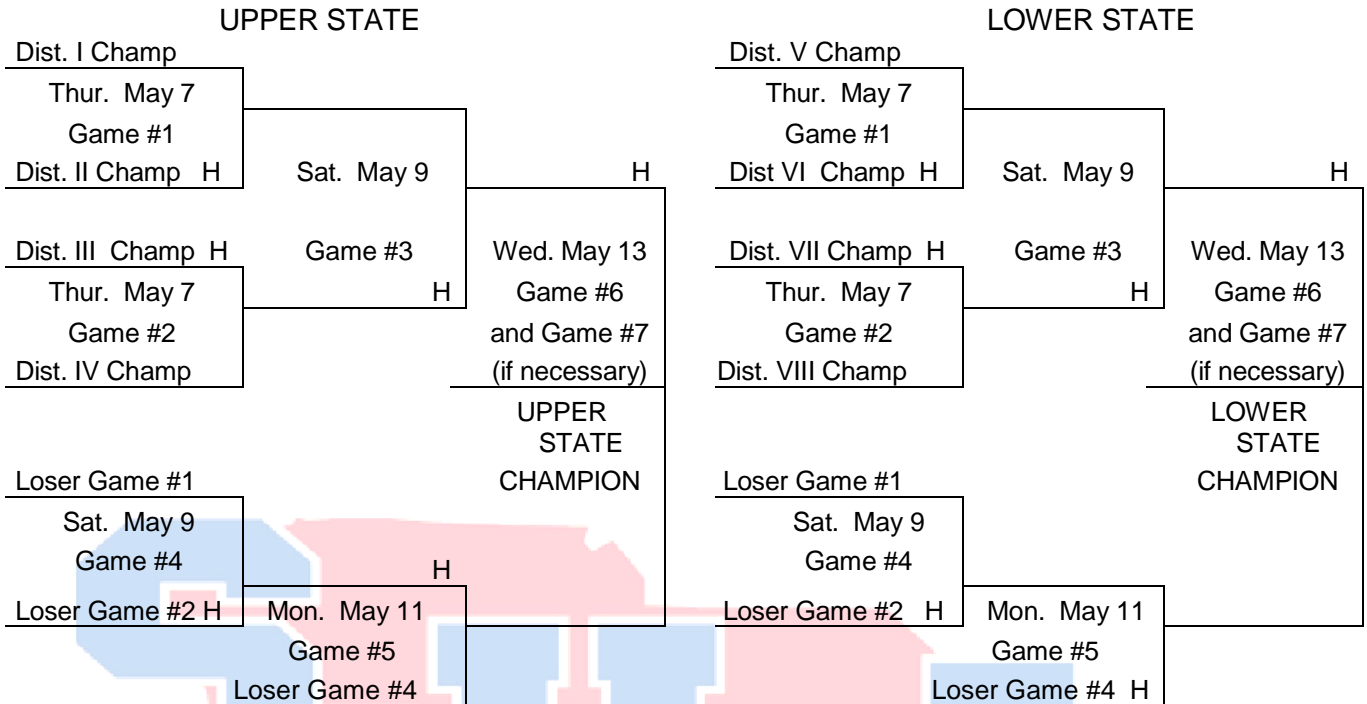 UPPER STATE
Dist. I Champ
Thur. May 7
Game #1
Dist. II Champ H
Sat. May 9
H
Dist. III Champ H
Game #3
Wed. May 13
Thur. May 7
H
Game #6
Game #2
and Game #7
Dist. IV Champ
(if necessary)
UPPER
STATE
CHAMPION
Loser Game #1
Sat. May 9
Game #4
H
Loser Game #2 H
Mon. May 11
Game #5
Loser Game #4
LOWER STATE
Dist. V Champ
Thur. May 7
Game #1
Dist VI Champ H
Sat. May 9
H
Dist. VII Champ H
Game #3
Wed. May 13
Thur. May 7
H
Game #6
Game #2
and Game #7
Dist. VIII Champ
(if necessary)
LOWER
STATE
CHAMPION
Loser Game #1
Sat. May 9
Game #4
Loser Game #2 H
Mon. May 11
Game #5
Loser Game #4 H